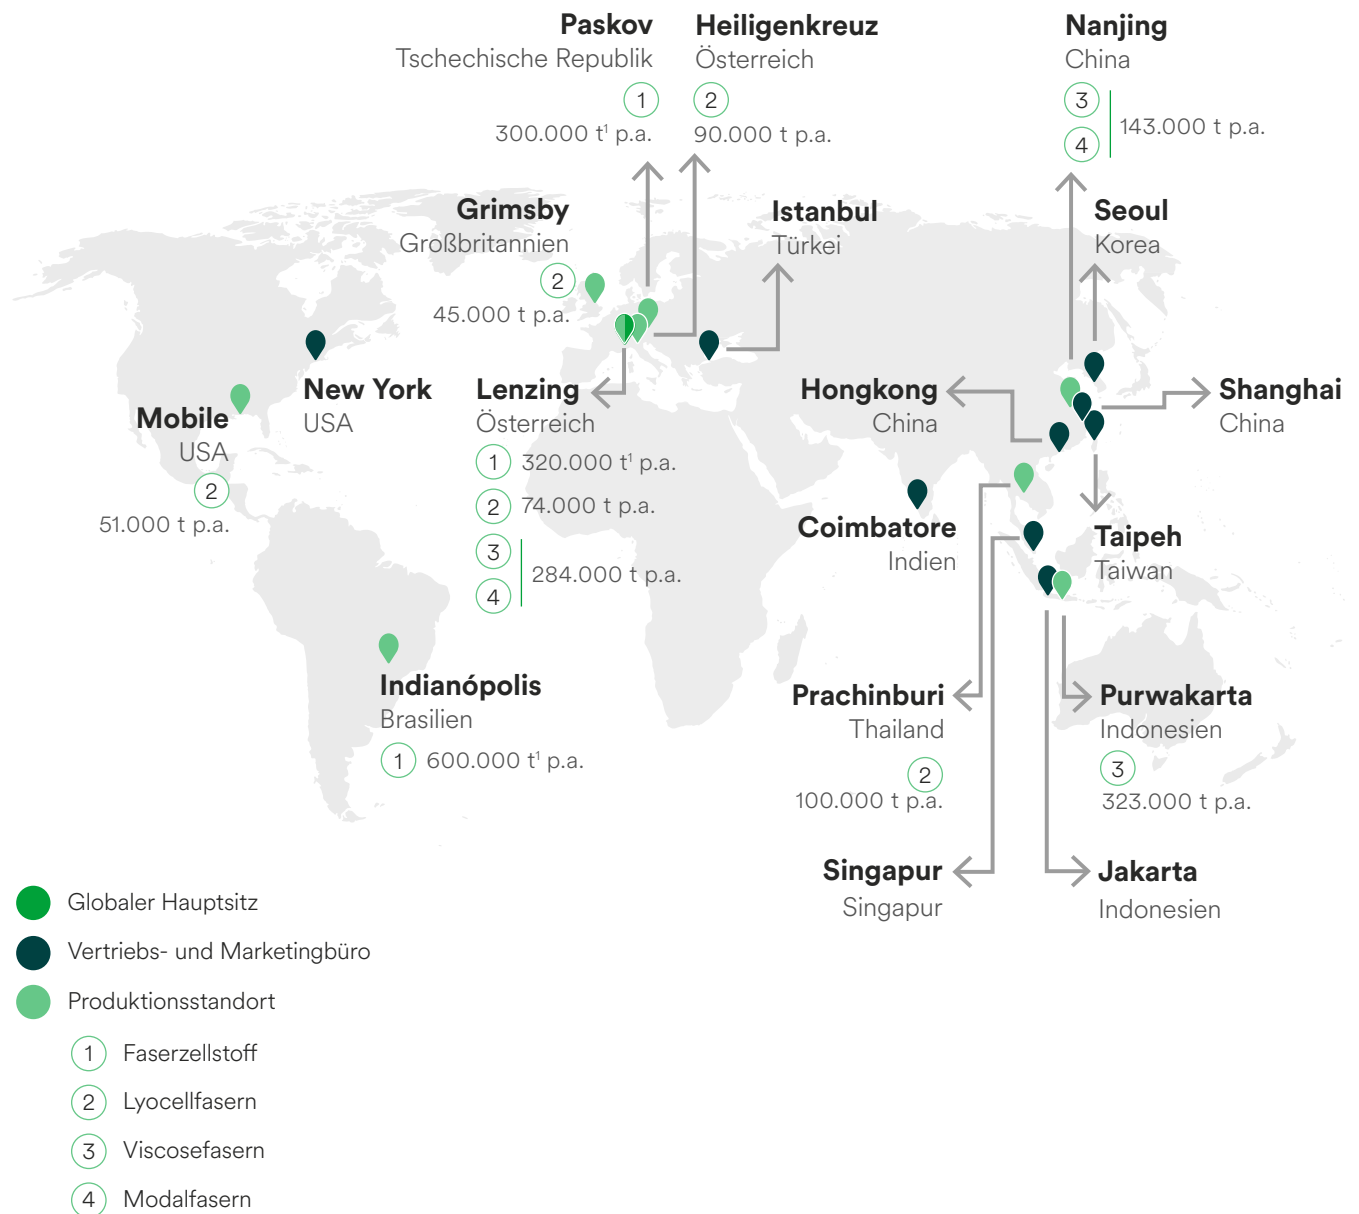 Paskov
Tschechische Republik
1
300.000 t¹ p.a.
Heiligenkreuz
Österreich
2
90.000 t p.a.
Nanjing
China
3
4
143.000 t p.a.
Grimsby
Großbritannien
2
45.000 t p.a.
Istanbul
Türkei
Seoul
Korea
New York
USA
Mobile
USA
2
51.000 t p.a.
Lenzing
Österreich
1 320.000 t¹ p.a.
2 74.000 t p.a.
3
4
284.000 t p.a.
Hongkong
China
Shanghai
China
Coimbatore
Indien
Taipeh
Taiwan
Indianópolis
Brasilien
1 600.000 t¹ p.a.
Prachinburi
Thailand
2
100.000 t p.a.
Purwakarta
Indonesien
3
323.000 t p.a.
Singapur
Singapur
Jakarta
Indonesien
Globaler Hauptsitz
Vertriebs- und Marketingbüro
Produktionsstandort
1 Faserzellstoff
2 Lyocellfasern
3 Viscosefasern
4 Modalfasern